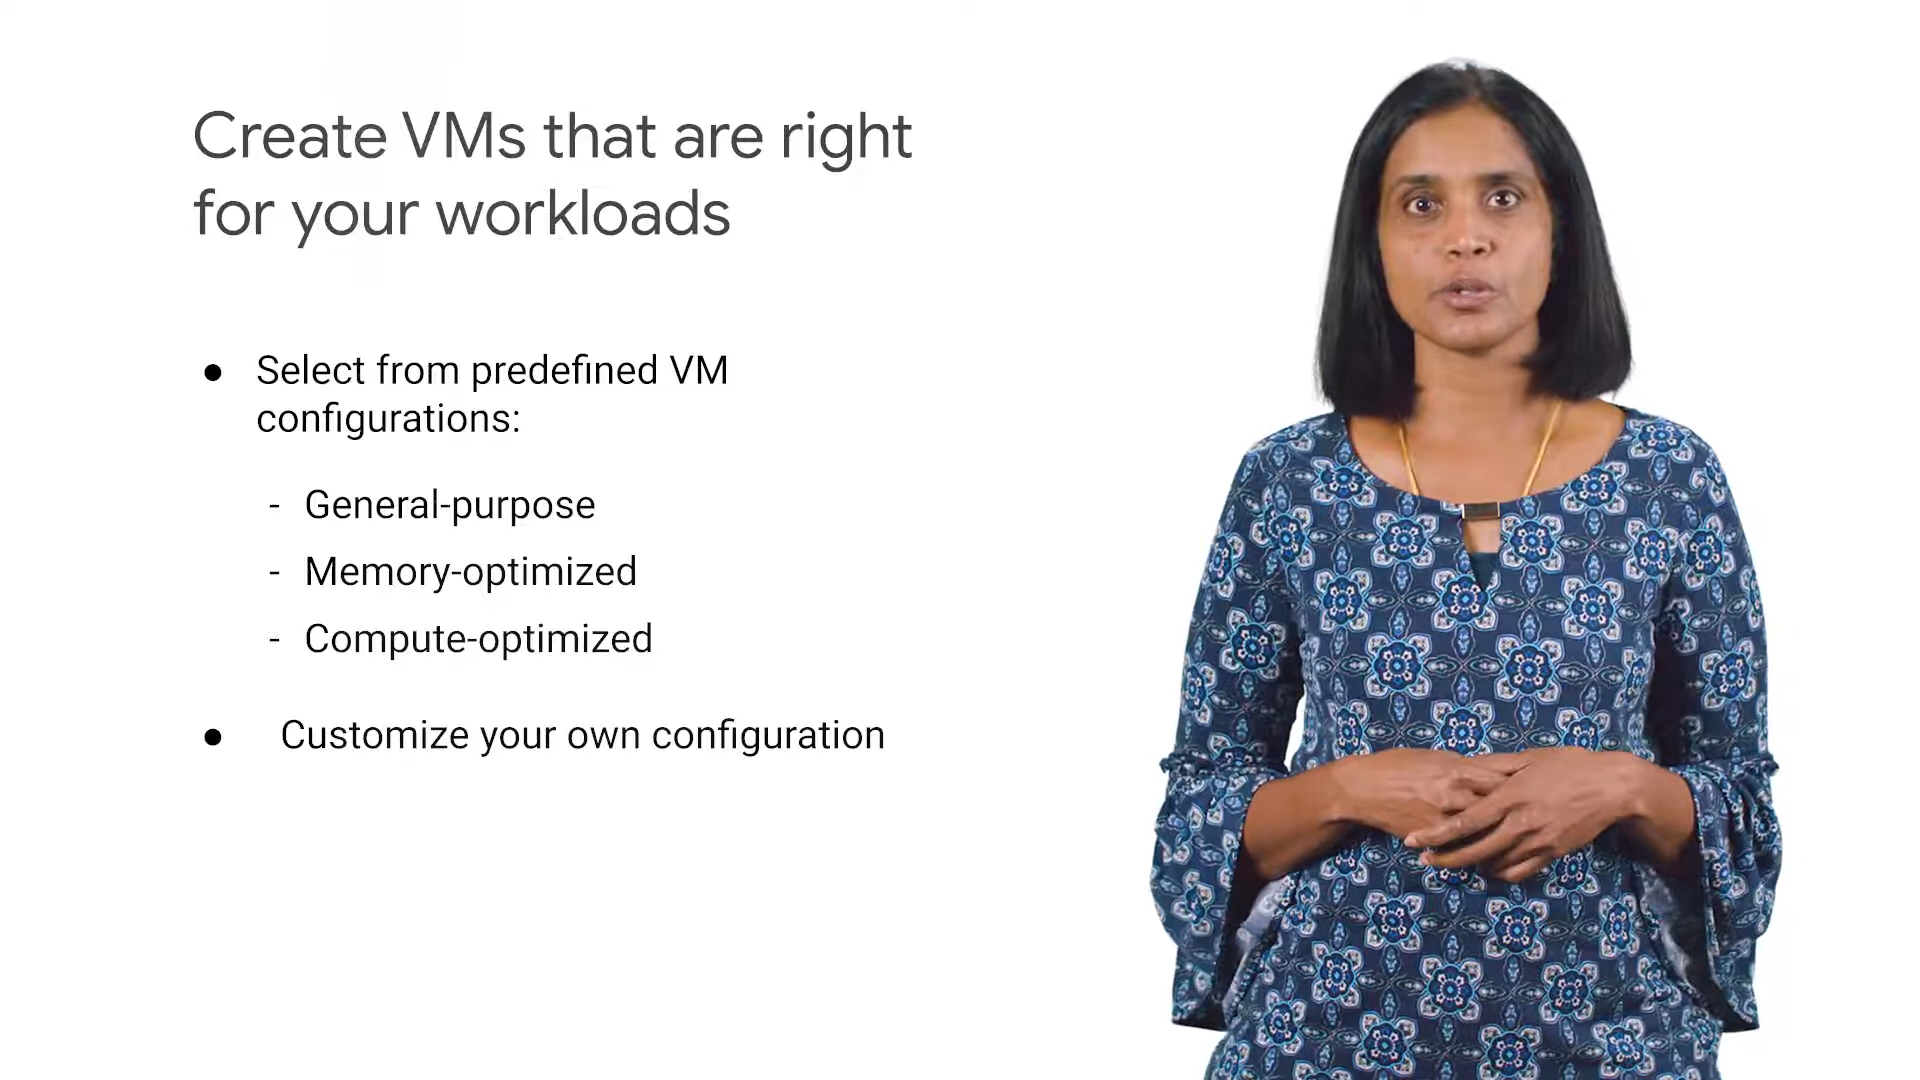 Create VMs that are right
for your workloads
● Select from predefined VM
configurations:
- General-purpose
- Memory-optimized
- Compute-optimized
● Customize your own configuration